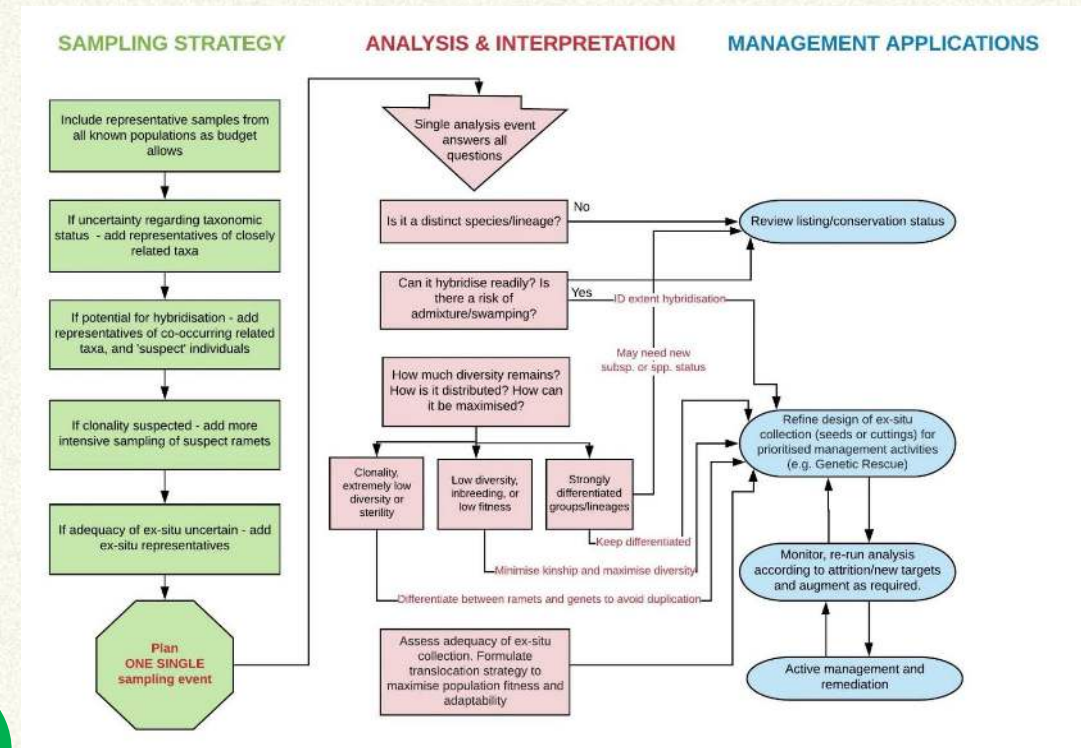 SAMPLING STRATEGY
Include representative samples from
all known populations as budget
allows
If uncertainty regarding taxonomic
status - add representatives of closely
related taxa
If potential for hybridisation - add
representatives of co-occurring related
taxa, and 'suspect' individuals
If clonality suspected - add more
intensive sampling of suspect ramets
If adequacy of ex-situ uncertain - add
ex-situ representatives
Plan
ONE SINGLE
sampling event
ANALYSIS & INTERPRETATION
Single analysis event
answers all
questions
Is it a distinct species/lineage?
No
Can it hybridise readily? Is
there a risk of
admixture/swamping?
Yes
ID extent hybridisation
May need new
subsp. or spp. status
How much diversity remains?
How is it distributed? How can
it be maximised?
Clonality,
extremely low
diversity or
sterility
Low diversity,
inbreeding, or
low fitness
Strongly
differentiated
groups/lineages
Keep differentiated
Minimise kinship and maximise diversity
Differentiate between ramets and genets to avoid duplication
Assess adequacy of ex-situ
collection. Formulate
translocation strategy to
maximise population fitness and
adaptability
MANAGEMENT APPLICATIONS
Review listing/conservation status
Refine design of ex-situ
collection (seeds or cuttings) for
prioritised management activities
(e.g. Genetic Rescue)
Monitor, re-run analysis
according to attrition/new targets
and augment as required.
Active management and
remediation